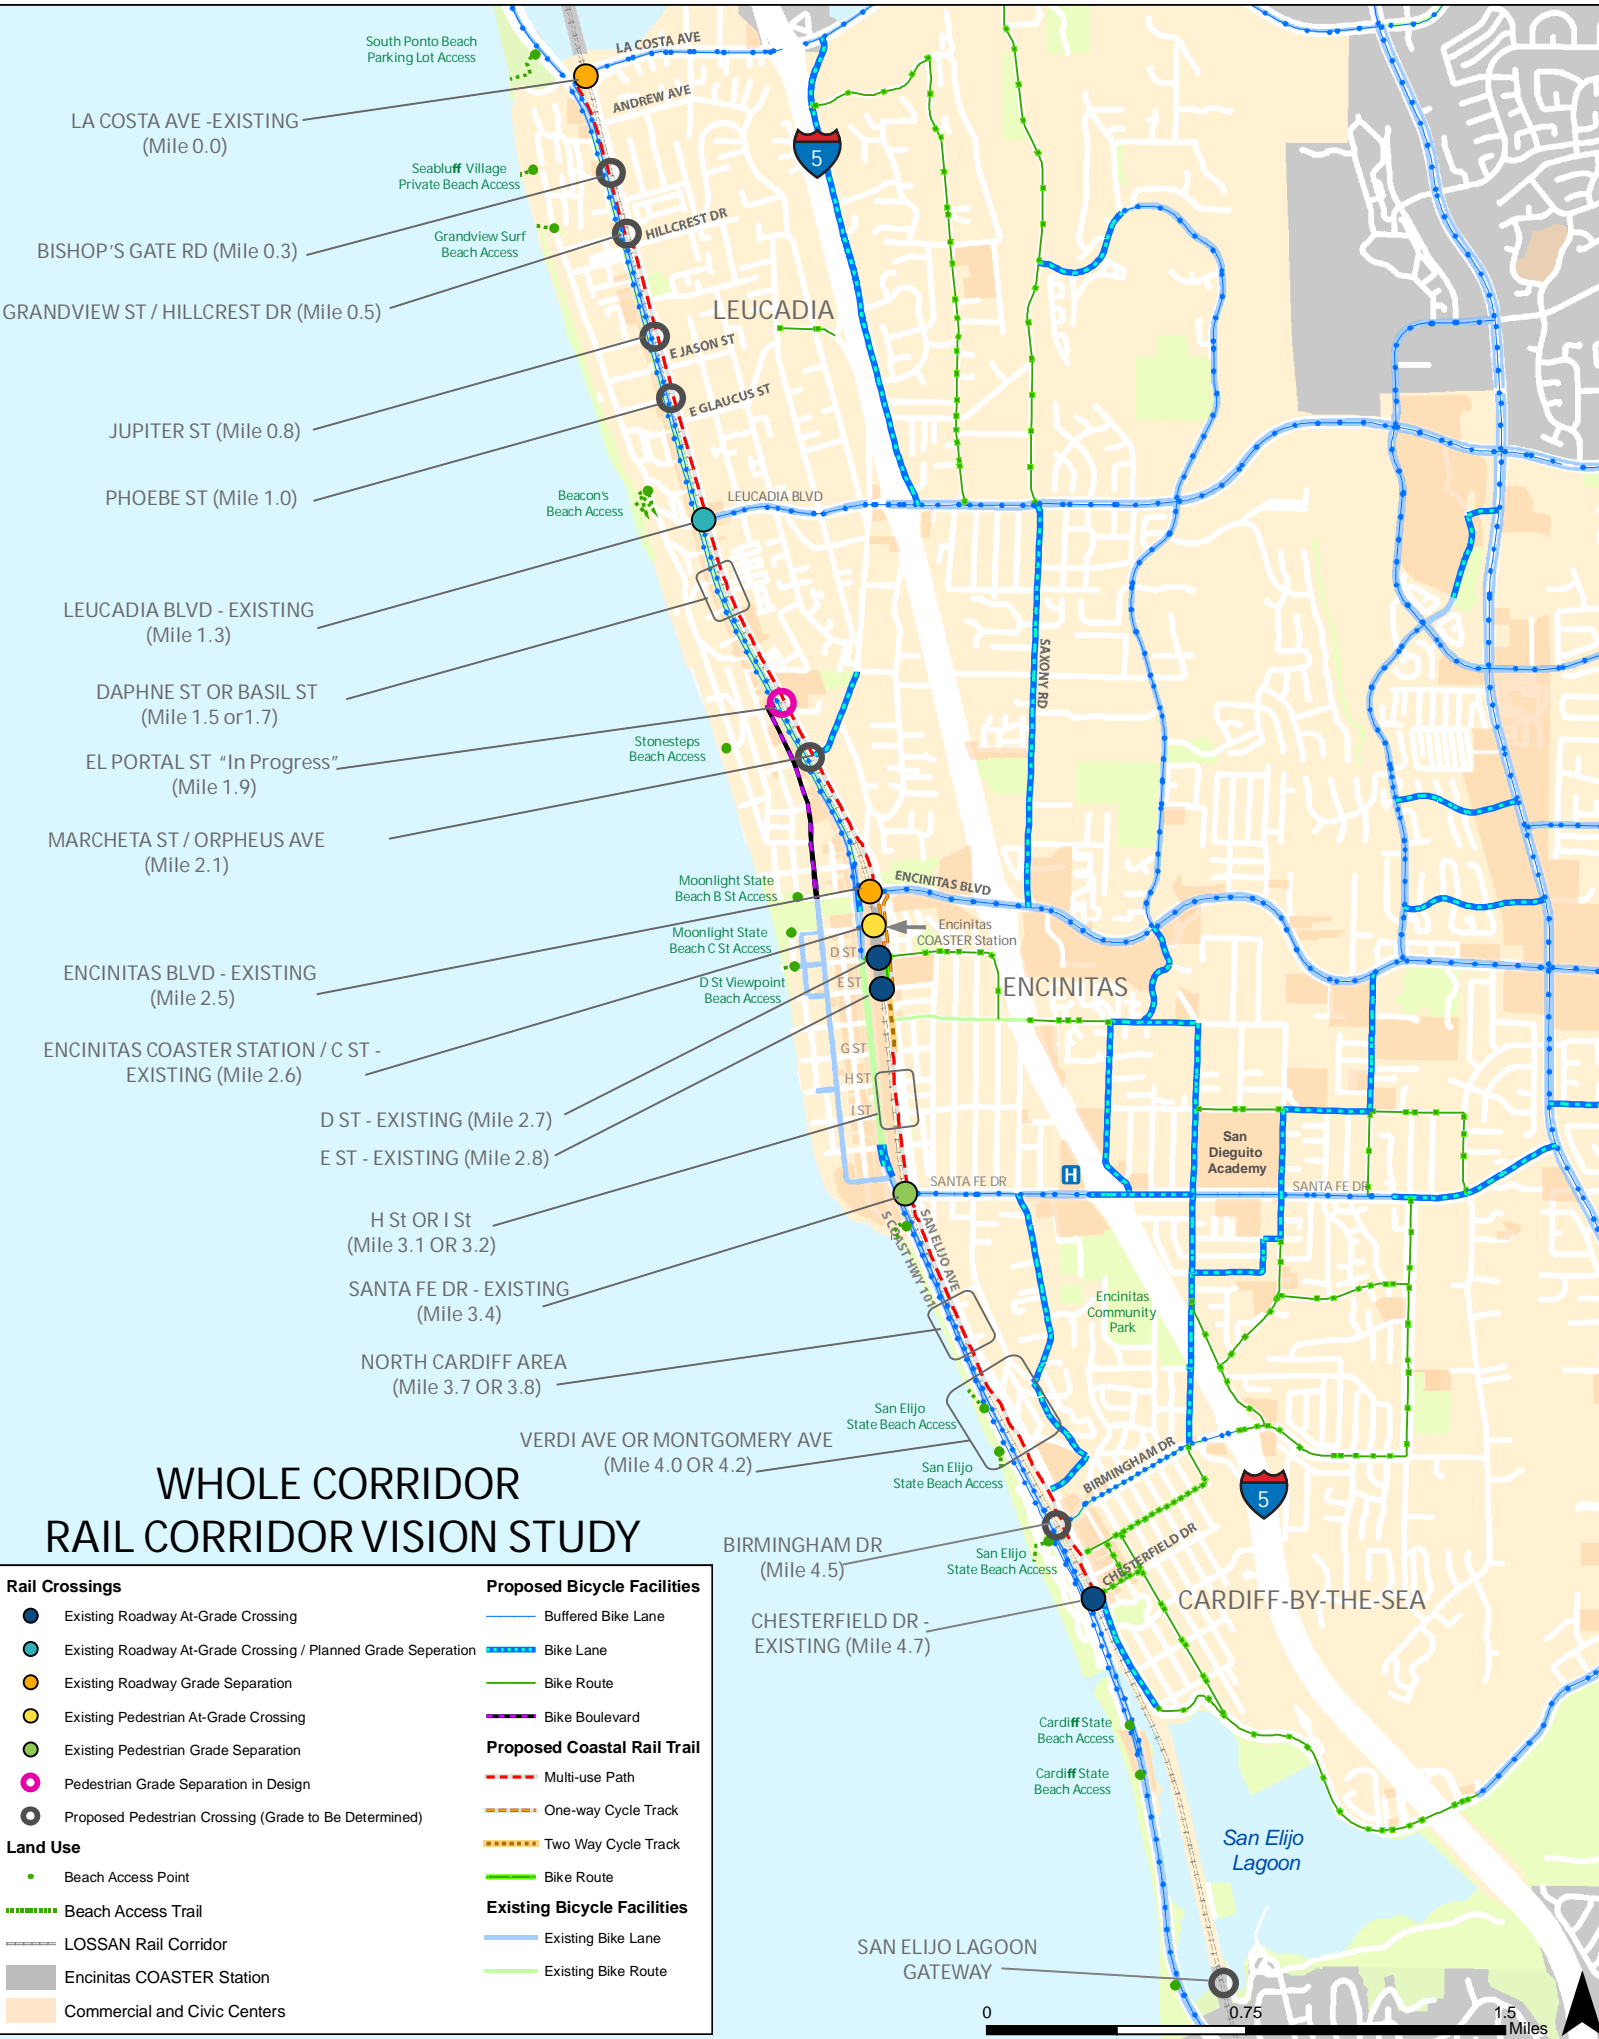 South Ponto Beach
Parking Lot Access
LA COSTA AVE
ANDREW AVE
LA COSTA AVE -EXISTING
(Mile 0.0)
5
Seabluff Village
Private Beach Access
BISHOP'S GATE RD (Mile 0.3)
Grandview Surf
Beach Access
HILLCREST DR
GRANDVIEW ST / HILLCREST DR (Mile 0.5)
LEUCADIA
E JASON ST
E GLAUCUS ST
JUPITER ST (Mile 0.8)
PHOEBE ST (Mile 1.0)
Beacon's
Beach Access
LEUCADIA BLVD
LEUCADIA BLVD - EXISTING
(Mile 1.3)
SAXONY RD
DAPHNE ST OR BASIL ST
(Mile 1.5 or1.7)
Stonesteps
Beach Access
EL PORTAL ST "In Progress"
(Mile 1.9)
MARCHETA ST / ORPHEUS AVE
(Mile 2.1)
Moonlight State
Beach B St Access
ENCINITAS BLVD
Moonlight State
Beach C St Access
Encinitas
COASTER Station
D ST
E ST
D St Viewpoint
Beach Access
ENCINITAS
ENCINITAS BLVD - EXISTING
(Mile 2.5)
G ST
H ST
I ST
ENCINITAS COASTER STATION / C ST -
EXISTING (Mile 2.6)
D ST - EXISTING (Mile 2.7)
E ST - EXISTING (Mile 2.8)
San
Dieguito
Academy
H
SANTA FE DR
SANTA FE DR
H St OR I St
(Mile 3.1 OR 3.2)
S COAST HWY 101
SAN ELIJO AVE
SANTA FE DR - EXISTING
(Mile 3.4)
Encinitas
Community
Park
NORTH CARDIFF AREA
(Mile 3.7 OR 3.8)
San Elijo
State Beach Access
VERDI AVE OR MONTGOMERY AVE
(Mile 4.0 OR 4.2)
San Elijo
State Beach Access
BIRMINGHAM DR
5
BIRMINGHAM DR
(Mile 4.5)
San Elijo
State Beach Access
CHESTERFIELD DR
CARDIFF-BY-THE-SEA
CHESTERFIELD DR -
EXISTING (Mile 4.7)
Cardiff State
Beach Access
Cardiff State
Beach Access
San Elijo
Lagoon
SAN ELIJO LAGOON
GATEWAY
0 0.75 1.5
Miles
WHOLE CORRIDOR
RAIL CORRIDOR VISION STUDY
Rail Crossings
Existing Roadway At-Grade Crossing
Existing Roadway At-Grade Crossing / Planned Grade Seperation
Existing Roadway Grade Separation
Existing Pedestrian At-Grade Crossing
Existing Pedestrian Grade Separation
Pedestrian Grade Separation in Design
Proposed Pedestrian Crossing (Grade to Be Determined)
Land Use
Beach Access Point
Beach Access Trail
LOSSAN Rail Corridor
Encinitas COASTER Station
Commercial and Civic Centers
Proposed Bicycle Facilities
Buffered Bike Lane
Bike Lane
Bike Route
Bike Boulevard
Proposed Coastal Rail Trail
Multi-use Path
One-way Cycle Track
Two Way Cycle Track
Bike Route
Existing Bicycle Facilities
Existing Bike Lane
Existing Bike Route